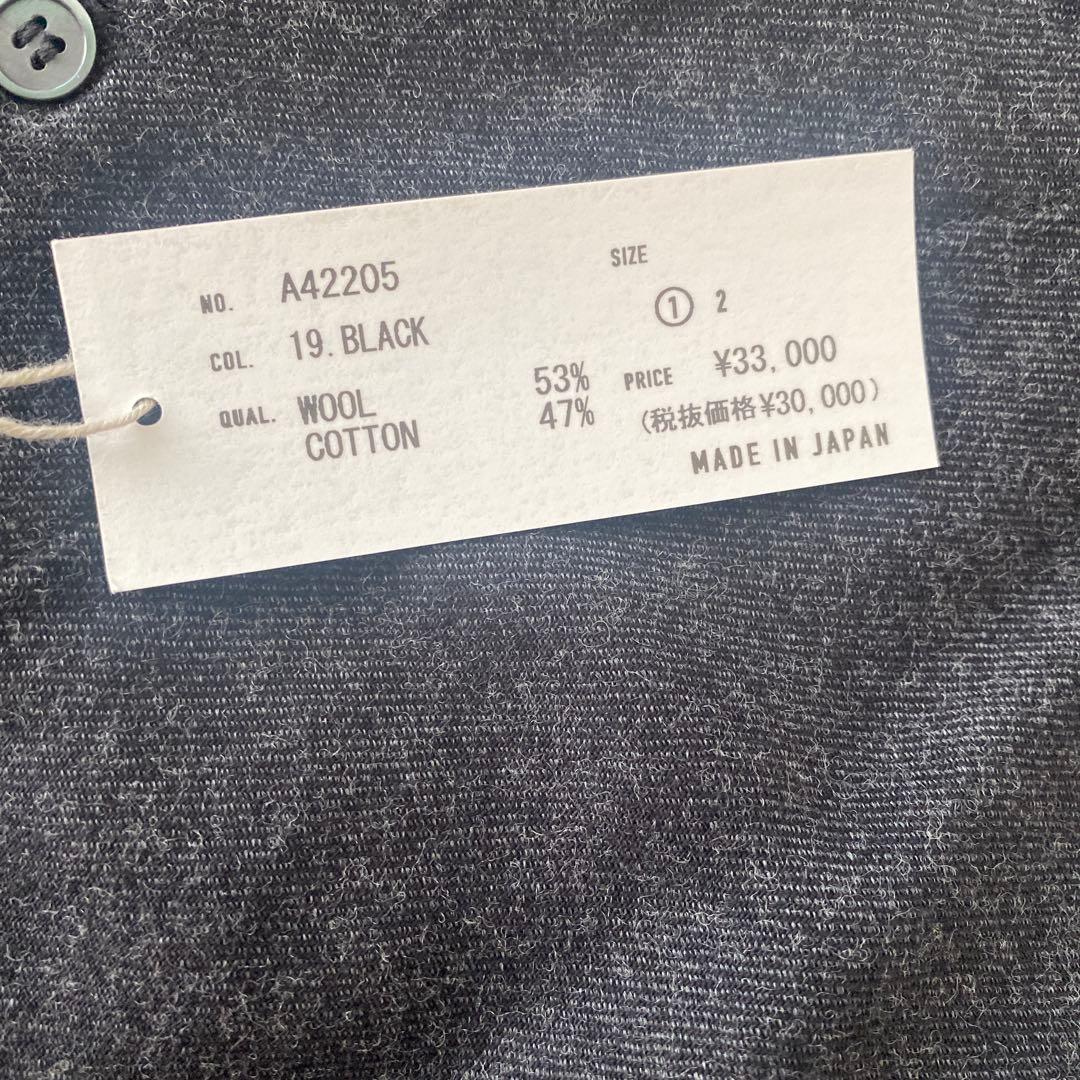 NO. A42205
COL. 19. BLACK
QUAL. WOOL 53%
COTTON 47%
SIZE
① 2
PRICE ¥33,000
(税抜価格¥30,000)
MADE IN JAPAN